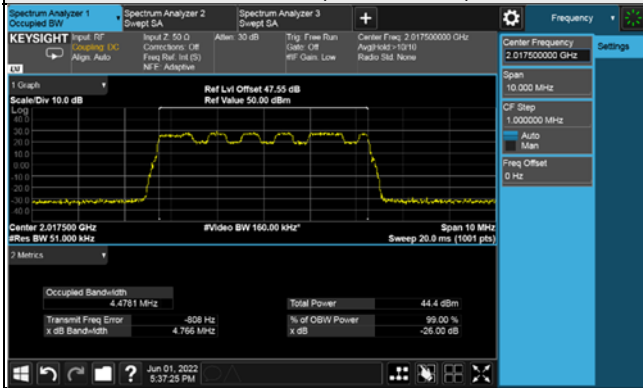 Spectrum Analyzer 1
Occupied BW
Spectrum Analyzer 2
Swept SA
Spectrum Analyzer 3
Swept SA
+
Frequency
KEYSIGHT
Input: RF
Coupling: DC
Align: Auto
Input Z: 50 Ω
Corrections: Off
Freq Ref: Int (S)
NFE: Adaptive
Atten: 30 dB
Trig: Free Run
Gate: Off
#IF Gain: Low
Center Freq: 2.017500000 GHz
Avg|Hold:>10/10
Radio Std: None
Center Frequency
2.017500000 GHz
Settings
Span
10.000 MHz
CF Step
1.000000 MHz
Auto
Man
Freq Offset
0 Hz
1 Graph
Scale/Div 10.0 dB
Ref Lvl Offset 47.55 dB
Ref Value 50.00 dBm
Log
40.0
30.0
20.0
10.0
0.00
-10.0
-20.0
-30.0
-40.0
Center 2.017500 GHz
#Res BW 51.000 kHz
#Video BW 160.00 kHz*
Span 10 MHz
Sweep 20.0 ms (1001 pts)
2 Metrics
Occupied Bandwidth
4.4781 MHz
Total Power
44.4 dBm
Transmit Freq Error
-808 Hz
% of OBW Power
99.00 %
x dB Bandwidth
4.766 MHz
x dB
-26.00 dB
?
Jun 01, 2022
5:37:25 PM